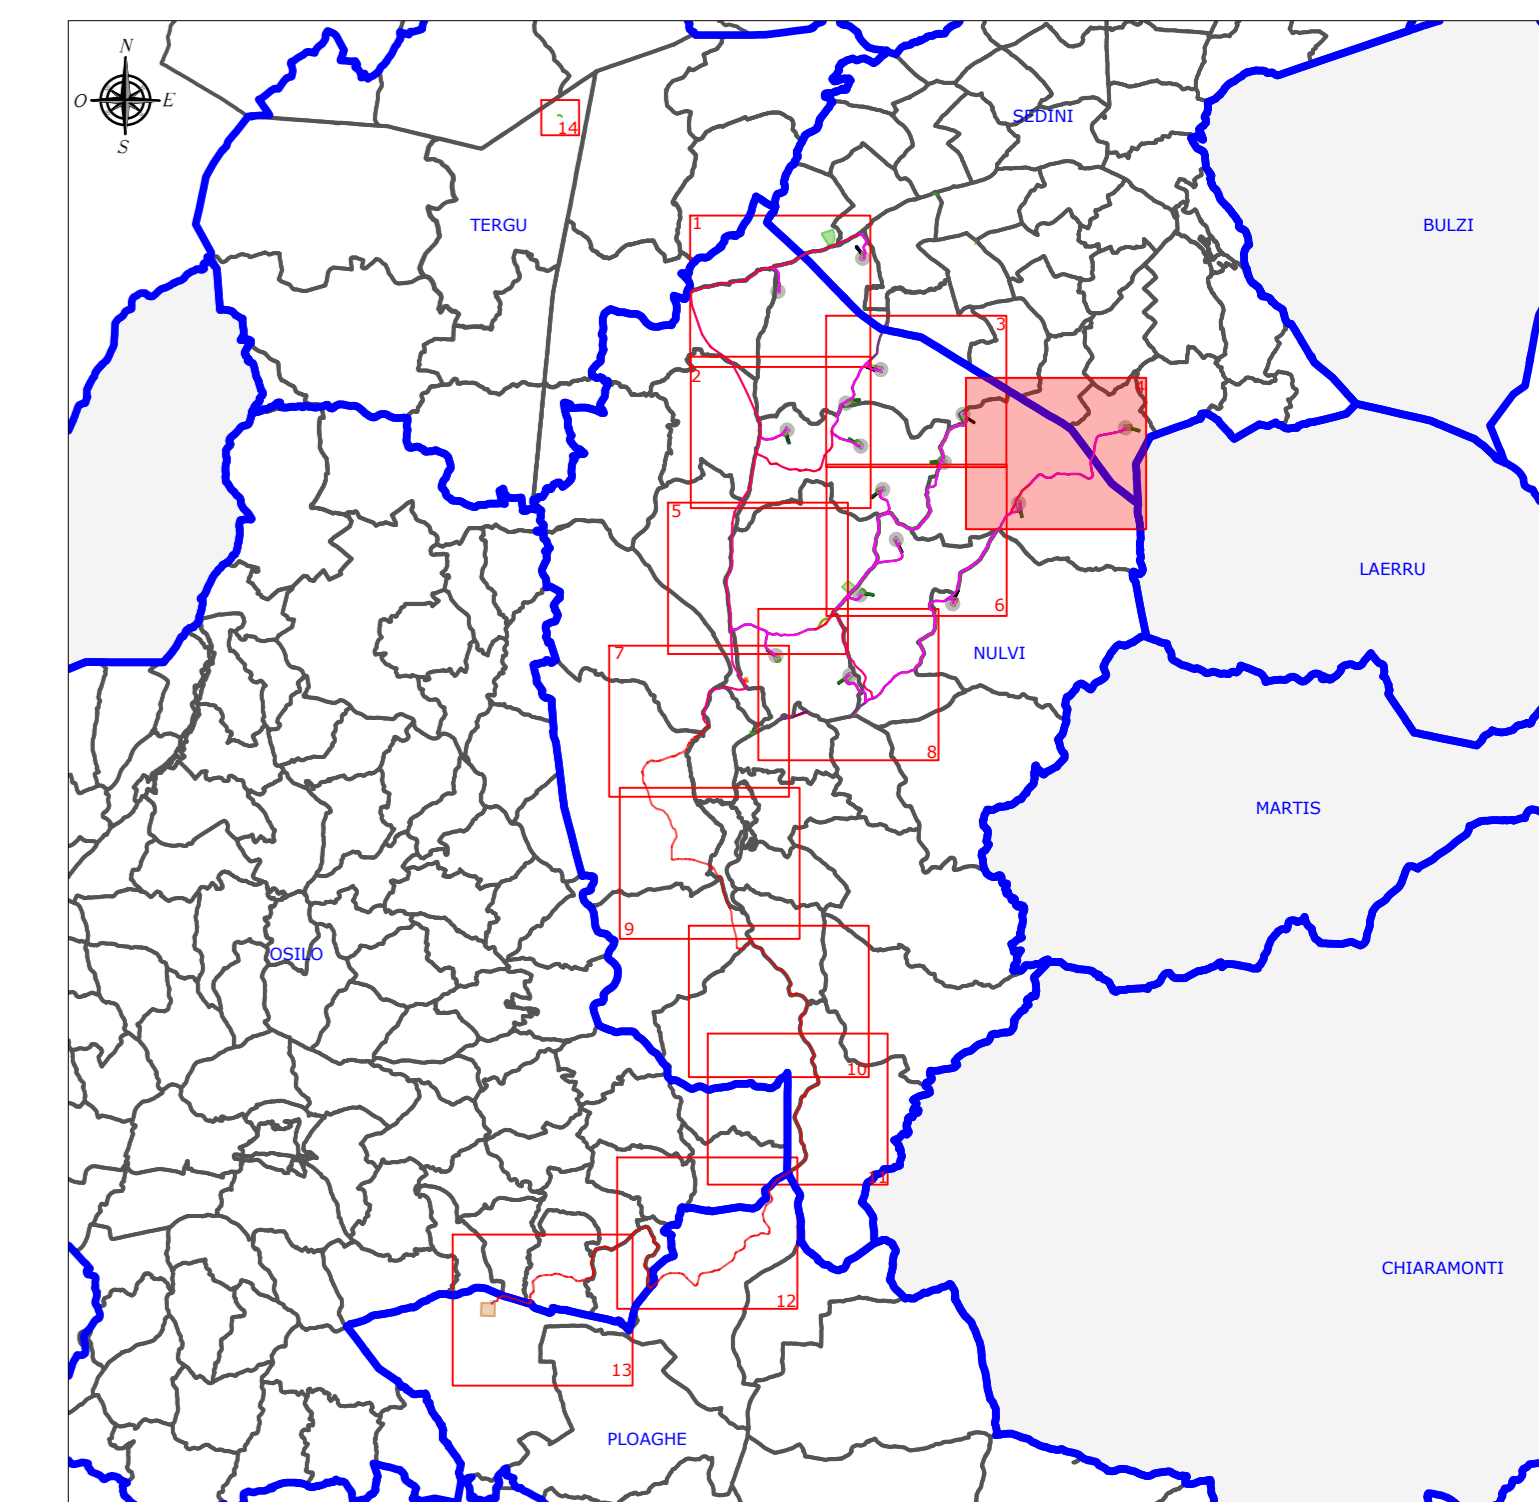 N
O E
S
14
SEDINI
TERGU
BULZI
1
3
2
4
5
LAERRU
6
7
NULVI
8
MARTIS
9
OSILO
10
11
CHIARAMONTI
12
13
PLOAGHE